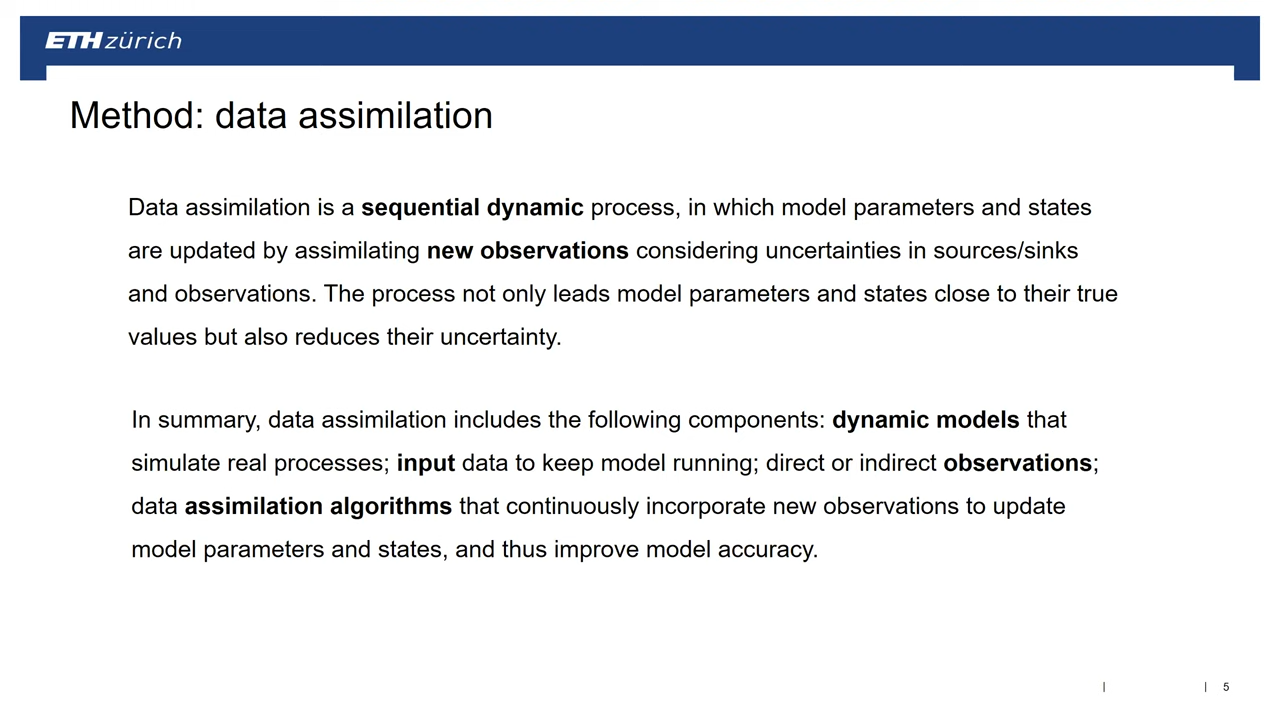 ETH zürich
Method: data assimilation
Data assimilation is a sequential dynamic process, in which model parameters and states
are updated by assimilating new observations considering uncertainties in sources/sinks
and observations. The process not only leads model parameters and states close to their true
values but also reduces their uncertainty.
In summary, data assimilation includes the following components: dynamic models that
simulate real processes; input data to keep model running; direct or indirect observations;
data assimilation algorithms that continuously incorporate new observations to update
model parameters and states, and thus improve model accuracy.
| | 5